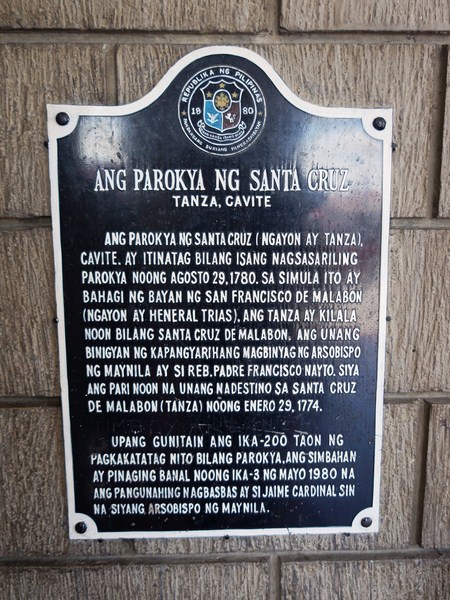 REPUBLIKA NG PILIPINAS
1980
ANG PAROKYA NG SANTA CRUZ
TANZA, CAVITE
ANG PAROKYA NG SANTA CRUZ (NGAYON AY TANZA),
CAVITE. AY ITINATAG BILANG ISANG NAGSASARILING
PAROKYA NOONG AGOSTO 29, 1780. SA SIMULA ITO AY
BAHAGI NG BAYAN NG SAN FRANCISCO DE MALABON
(NGAYON AY HENERAL TRIAS), ANG TANZA AY KILALA
NOON BILANG SANTA CRUZ DE MALABON. ANG UNANG
BINIGYAN NG KAPANGYARIHANG MAGBINYAG NG ARSOBISPO
NG MAYNILA AY SI REB. PADRE FRANCISCO NAYTO. SIYA
ANG PARI NOON NA UNANG NADESTINO SA SANTA CRUZ
DE MALABON (TANZA) NOONG ENERO 29, 1774.
UPANG GUNITAIN ANG IKA-200 TAON NG
PAGKAKATATAG NITO BILANG PAROKYA, ANG SIMBAHAN
AY PINAGING BANAL NOONG IKA-3 NG MAYO 1980 NA
ANG PANGUNAHING NAGBASBAS AY SI JAIME CARDINAL SIN
NA SIYANG ARSOBISPO NG MAYNILA.